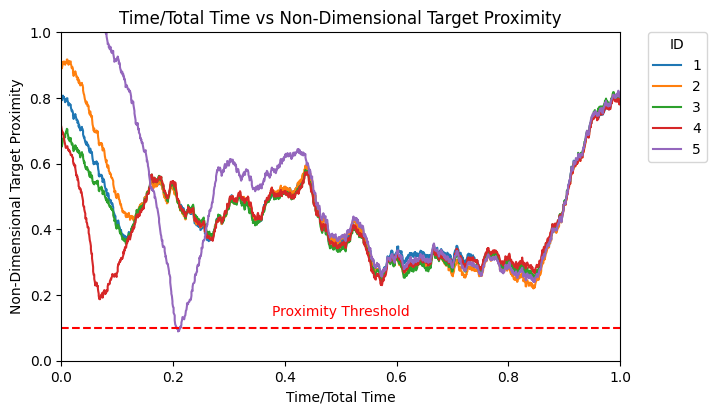 Time/Total Time vs Non-Dimensional Target Proximity
Non-Dimensional Target Proximity
1.0
0.8
0.6
0.4
0.2
0.0
Proximity Threshold
0.0 0.2 0.4 0.6 0.8 1.0
Time/Total Time
ID
1
2
3
4
5